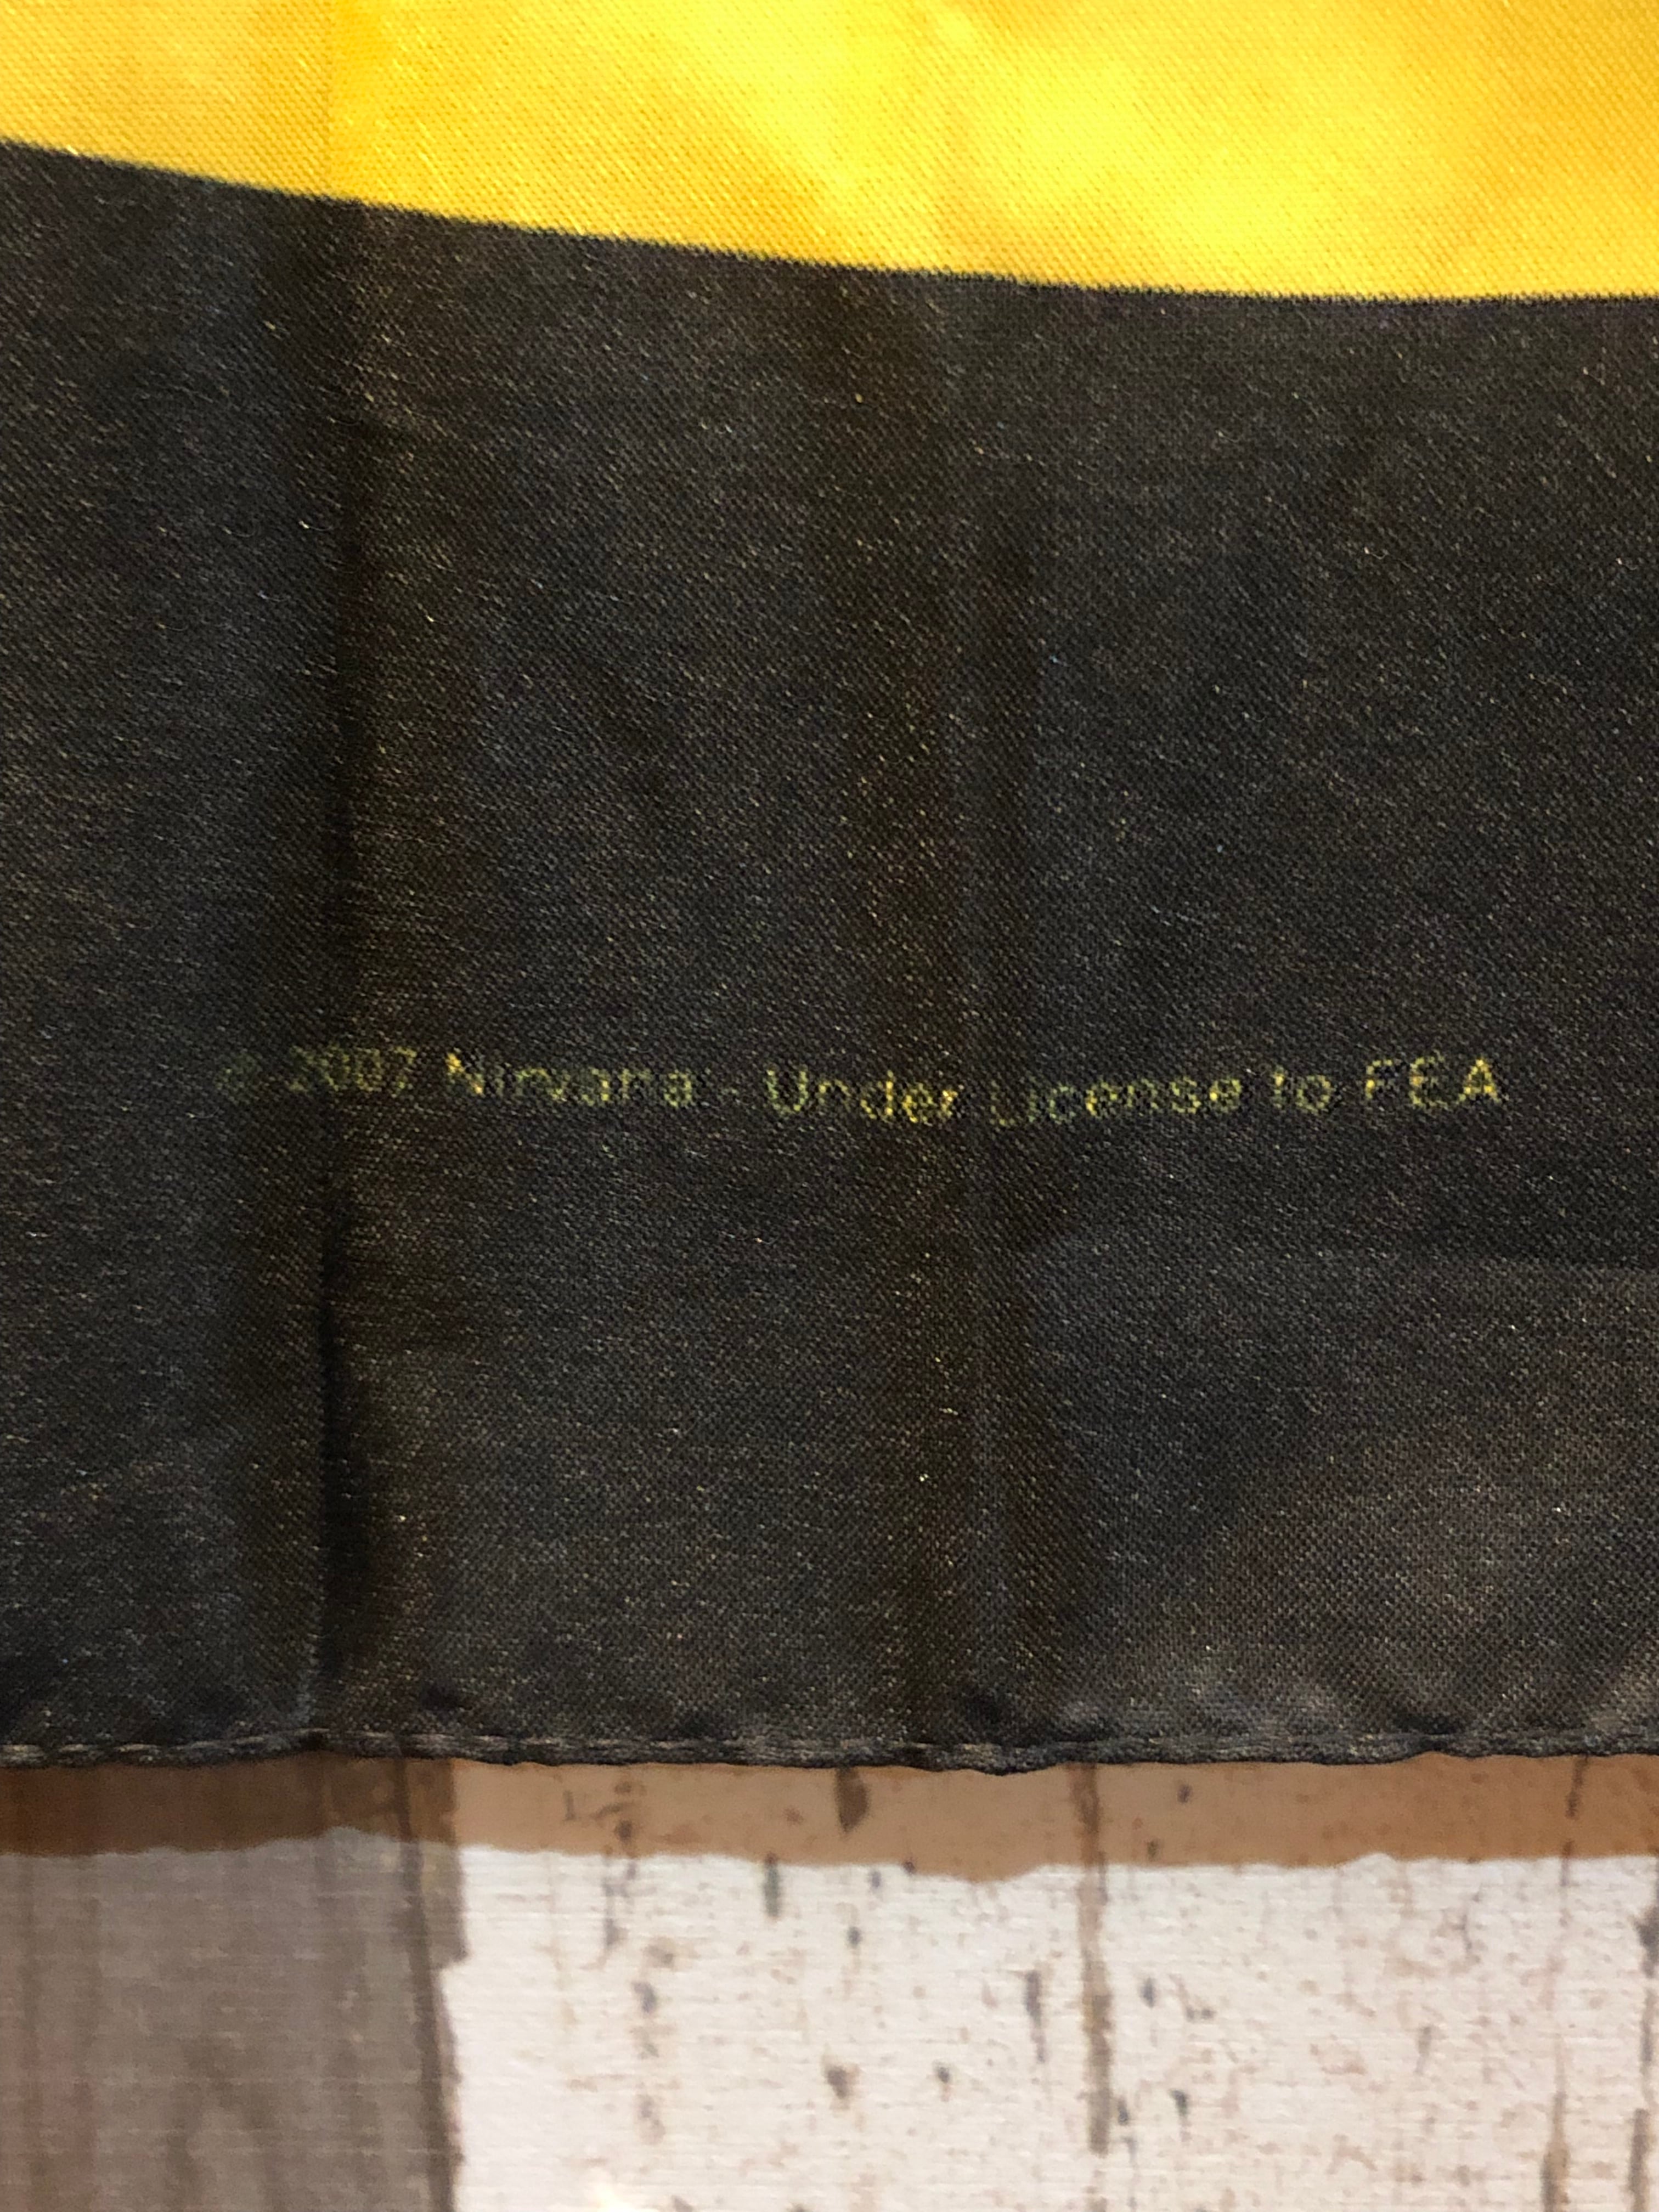 © 2007 Nirvana - Under License to FEA